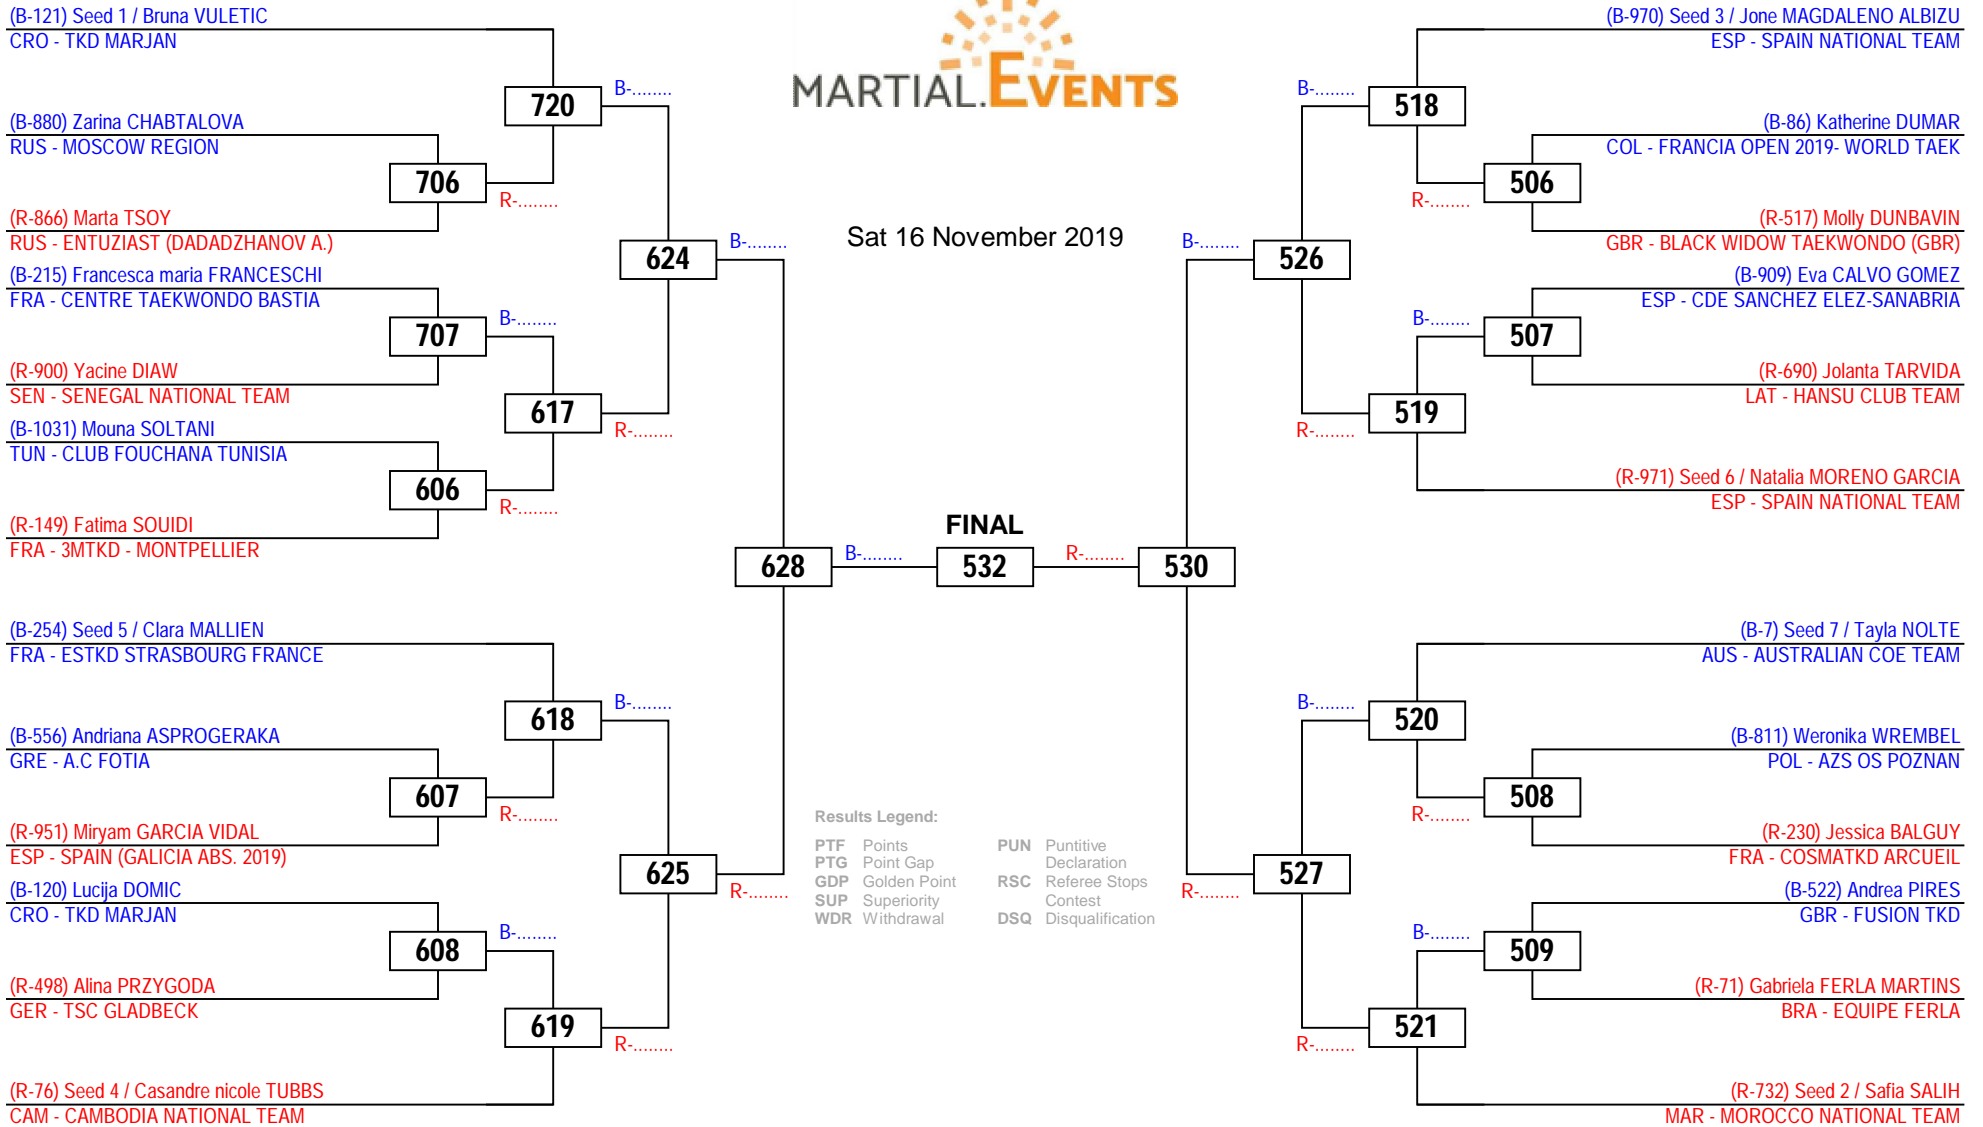 (B-121) Seed 1 / Bruna VULETIC
CRO - TKD MARJAN
(B-880) Zarina CHABTALOVA
RUS - MOSCOW REGION
(R-866) Marta TSOY
RUS - ENTUZIAST (DADADZHANOV A.)
(B-215) Francesca maria FRANCESCHI
FRA - CENTRE TAEKWONDO BASTIA
(R-900) Yacine DIAW
SEN - SENEGAL NATIONAL TEAM
(B-1031) Mouna SOLTANI
TUN - CLUB FOUCHANA TUNISIA
(R-149) Fatima SOUIDI
FRA - 3MTKD - MONTPELLIER
(B-254) Seed 5 / Clara MALLIEN
FRA - ESTKD STRASBOURG FRANCE
(B-556) Andriana ASPROGERAKA
GRE - A.C FOTIA
(R-951) Miryam GARCIA VIDAL
ESP - SPAIN (GALICIA ABS. 2019)
(B-120) Lucija DOMIC
CRO - TKD MARJAN
(R-498) Alina PRZYGODA
GER - TSC GLADBECK
(R-76) Seed 4 / Casandre nicole TUBBS
CAM - CAMBODIA NATIONAL TEAM
706
707
606
607
608
R-........
B-........
R-........
R-........
B-........
720
617
618
619
B-........
R-........
B-........
R-........
624
625
B-........
R-........
628
B-........
MARTIAL.EVENTS
Sat 16 November 2019
FINAL
532
Results Legend:
PTF Points
PTG Point Gap
GDP Golden Point
SUP Superiority
WDR Withdrawal
PUN Puntitive
Declaration
RSC Referee Stops
Contest
DSQ Disqualification
R-........
530
B-........
R-........
526
527
B-........
R-........
B-........
R-........
518
519
520
521
R-........
B-........
R-........
B-........
506
507
508
509
(B-970) Seed 3 / Jone MAGDALENO ALBIZU
ESP - SPAIN NATIONAL TEAM
(B-86) Katherine DUMAR
COL - FRANCIA OPEN 2019- WORLD TAEK
(R-517) Molly DUNBAVIN
GBR - BLACK WIDOW TAEKWONDO (GBR)
(B-909) Eva CALVO GOMEZ
ESP - CDE SANCHEZ ELEZ-SANABRIA
(R-690) Jolanta TARVIDA
LAT - HANSU CLUB TEAM
(R-971) Seed 6 / Natalia MORENO GARCIA
ESP - SPAIN NATIONAL TEAM
(B-7) Seed 7 / Tayla NOLTE
AUS - AUSTRALIAN COE TEAM
(B-811) Weronika WREMBEL
POL - AZS OS POZNAN
(R-230) Jessica BALGUY
FRA - COSMATKD ARCUEIL
(B-522) Andrea PIRES
GBR - FUSION TKD
(R-71) Gabriela FERLA MARTINS
BRA - EQUIPE FERLA
(R-732) Seed 2 / Safia SALIH
MAR - MOROCCO NATIONAL TEAM